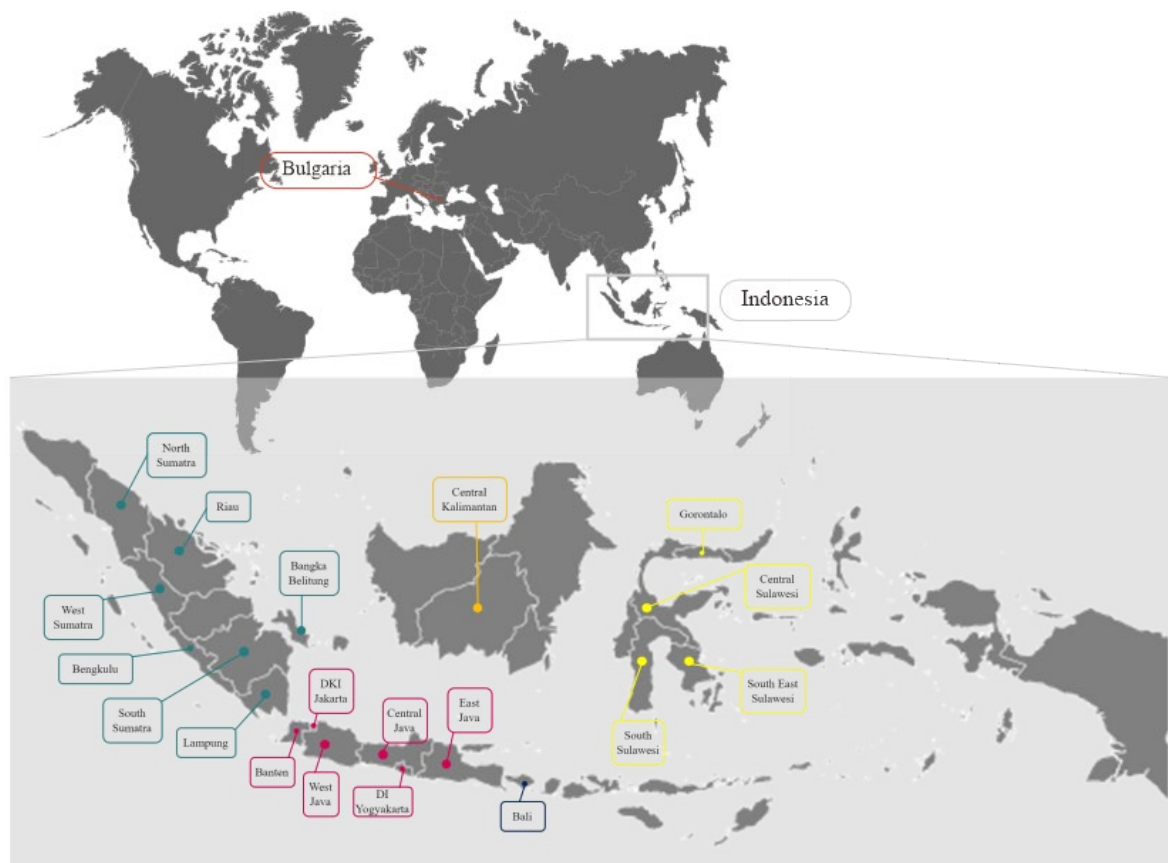 Bulgaria
Indonesia
North
Sumatra
Riau
Bangka
Belitung
West
Sumatra
Bengkulu
South
Sumatra
Lampung
Central
Kalimantan
Gorontalo
Central
Sulawesi
South East
Sulawesi
South
Sulawesi
DKI
Jakarta
Central
Java
East
Java
Banten
West
Java
DI
Yogyakarta
Bali